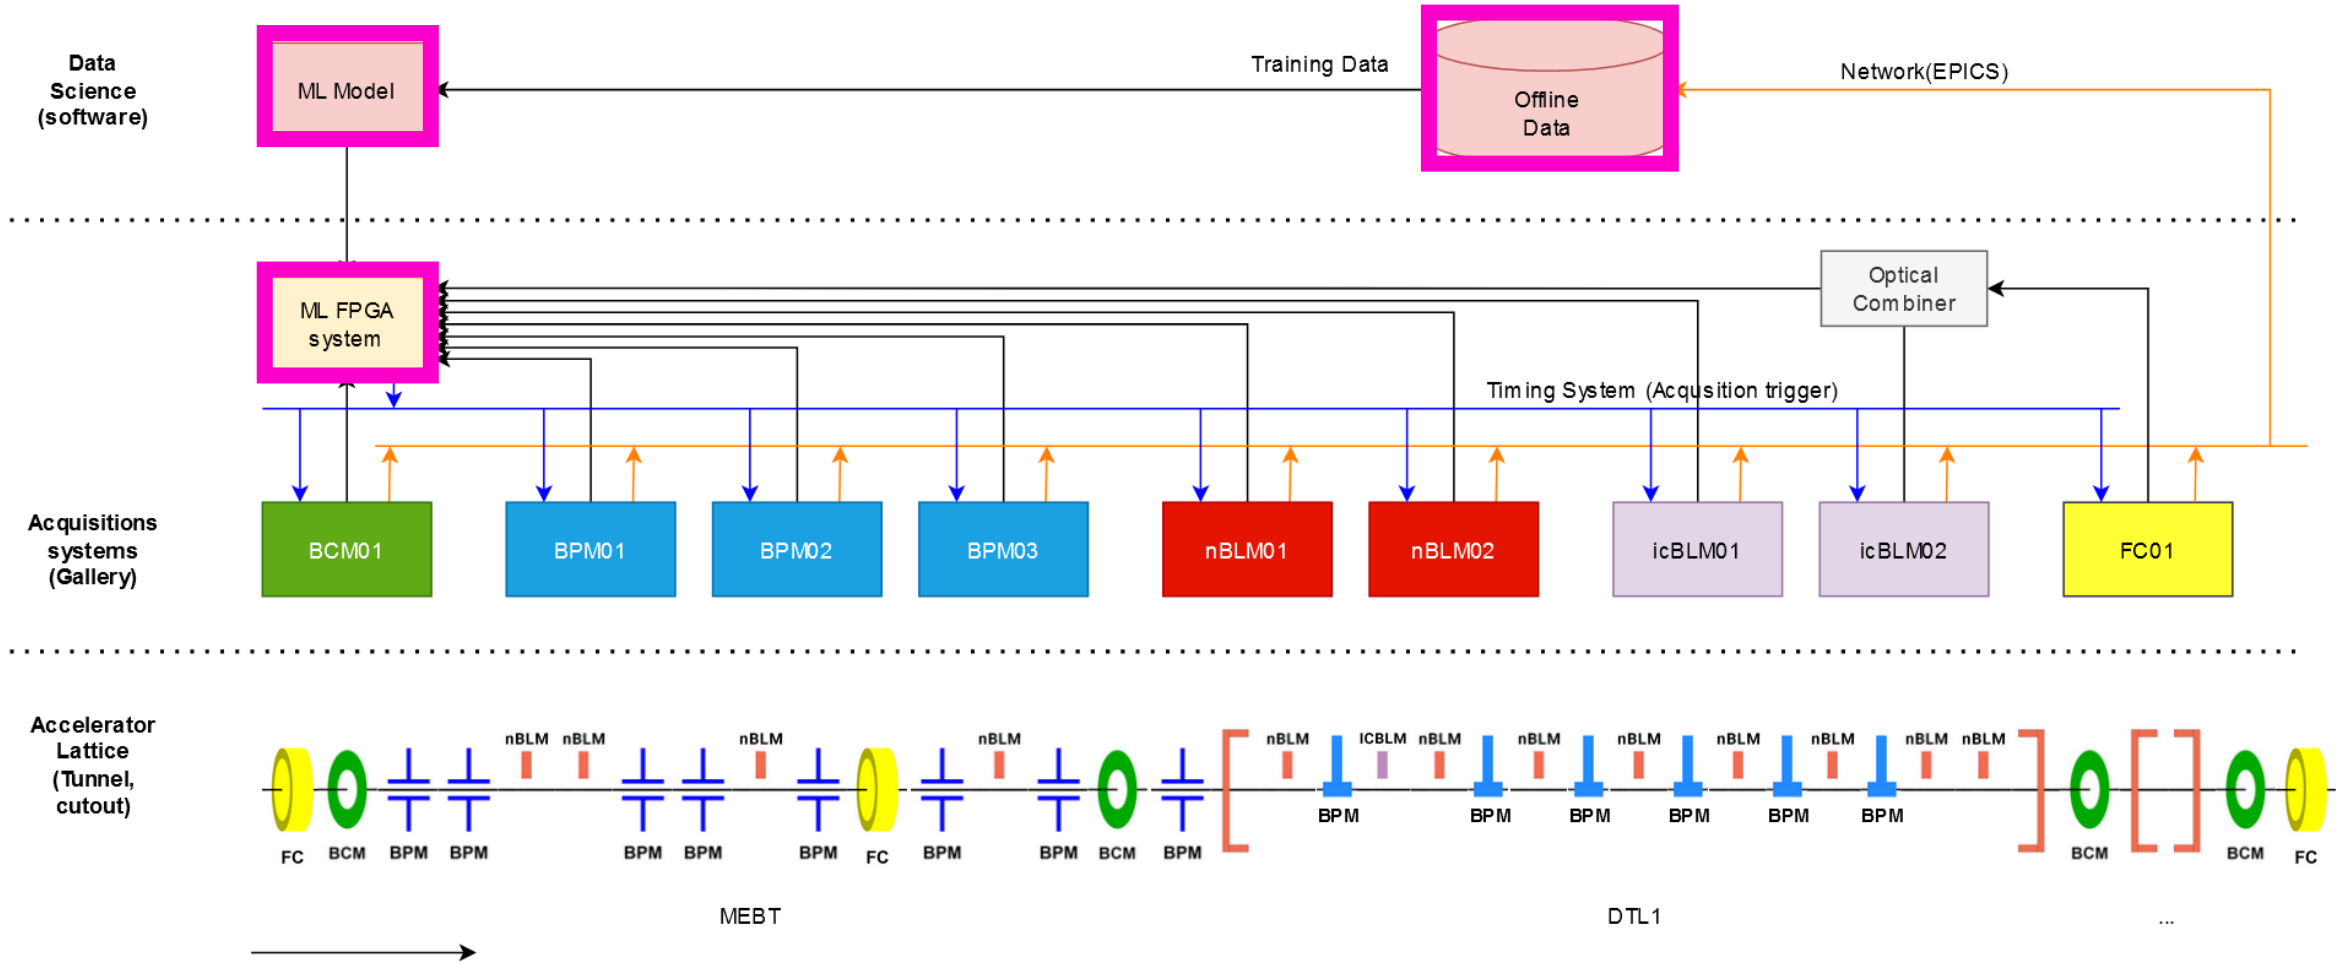 Data
Science
(software)
ML Model
Training Data
Offline
Data
Network(EPICS)
ML FPGA
system
Optical
Combiner
Timing System (Acqusition trigger)
Acquisitions
systems
(Gallery)
BCM01
BPM01
BPM02
BPM03
nBLM01
nBLM02
icBLM01
icBLM02
FC01
Accelerator
Lattice
(Tunnel,
cutout)
nBLM
nBLM
nBLM
nBLM
nBLM
ICBLM
nBLM
nBLM
nBLM
nBLM
nBLM
nBLM
nBLM
FC
BCM
BPM
BPM
BPM
BPM
BPM
FC
BPM
BPM
BCM
BPM
BPM
BPM
BPM
BPM
BPM
BPM
BCM
BCM
FC
MEBT
DTL1
...